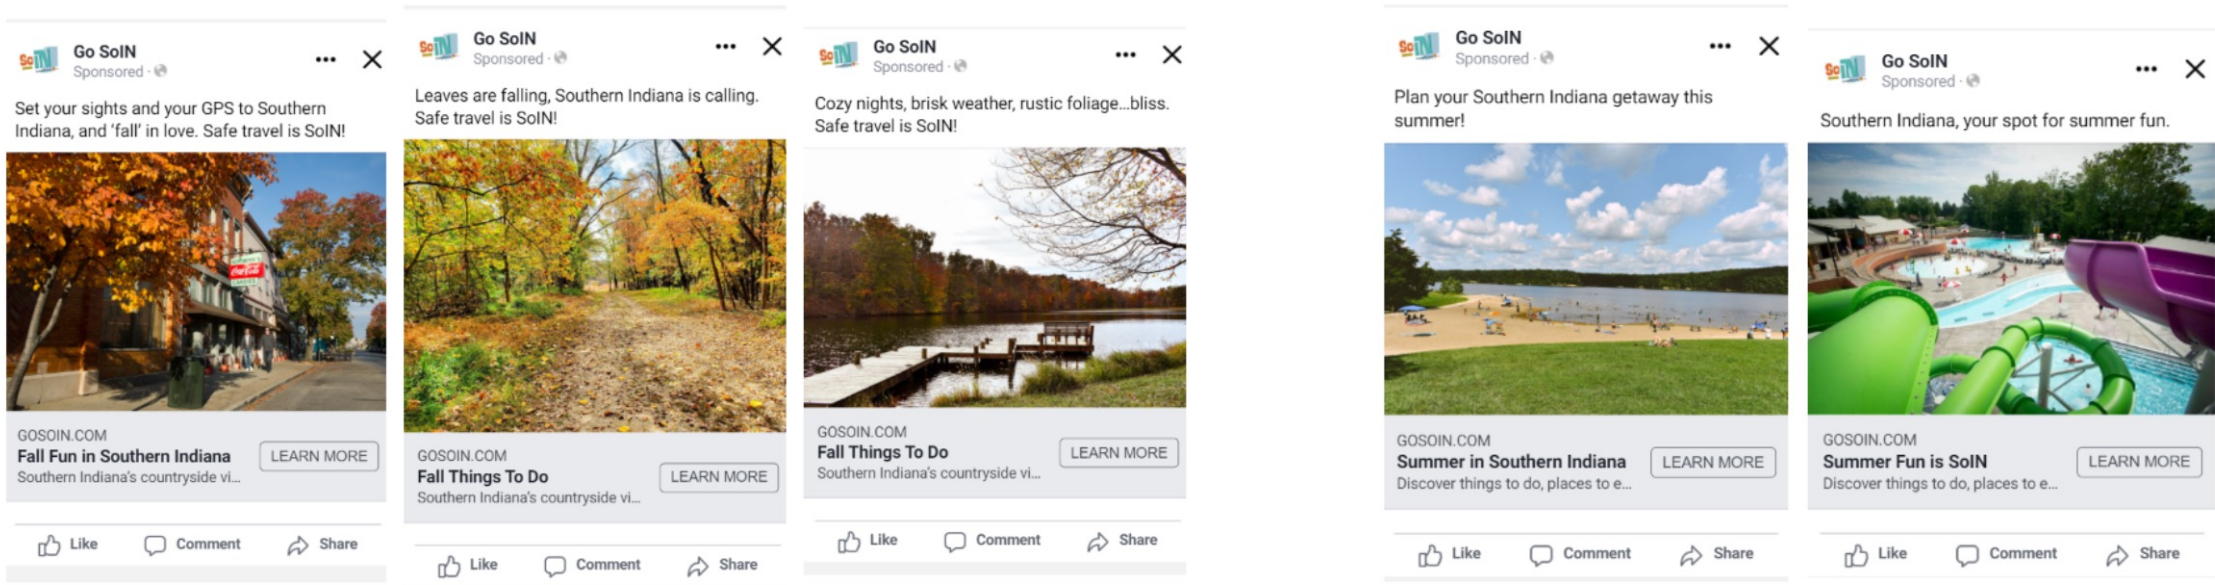 SoIN
Go SoIN
Sponsored ·
Set your sights and your GPS to Southern
Indiana, and 'fall' in love. Safe travel is SoIN!
Coca-Cola
GOSOIN.COM
Fall Fun in Southern Indiana
Southern Indiana's countryside vi...
LEARN MORE
Like
Comment
Share
SoIN
Go SoIN
Sponsored ·
Leaves are falling, Southern Indiana is calling.
Safe travel is SoIN!
GOSOIN.COM
Fall Things To Do
Southern Indiana's countryside vi...
LEARN MORE
Like
Comment
Share
SoIN
Go SoIN
Sponsored ·
Cozy nights, brisk weather, rustic foliage...bliss.
Safe travel is SoIN!
GOSOIN.COM
Fall Things To Do
Southern Indiana's countryside vi...
LEARN MORE
Like
Comment
Share
SoIN
Go SoIN
Sponsored ·
Plan your Southern Indiana getaway this
summer!
GOSOIN.COM
Summer in Southern Indiana
Discover things to do, places to e...
LEARN MORE
Like
Comment
Share
SoIN
Go SoIN
Sponsored ·
Southern Indiana, your spot for summer fun.
GOSOIN.COM
Summer Fun is SoIN
Discover things to do, places to e...
LEARN MORE
Like
Comment
Share